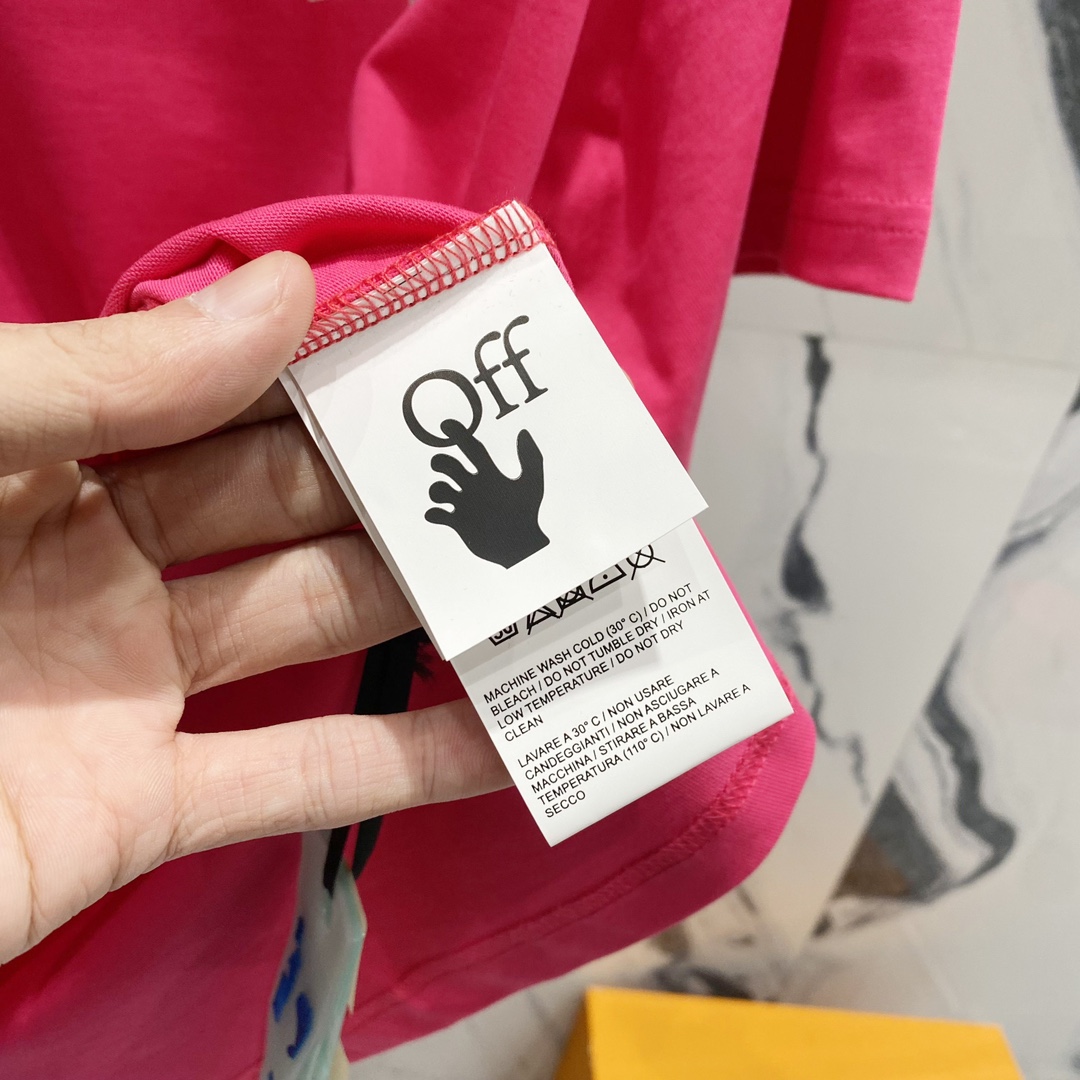 Off
30
MACHINE WASH COLD (30° C) / DO NOT
BLEACH / DO NOT TUMBLE DRY / IRON AT
LOW TEMPERATURE / DO NOT DRY
CLEAN
LAVARE A 30° C / NON USARE
CANDEGGIANTI / NON ASCIUGARE A
MACCHINA / STIRARE A BASSA
TEMPERATURA (110° C) / NON LAVARE A
SECCO